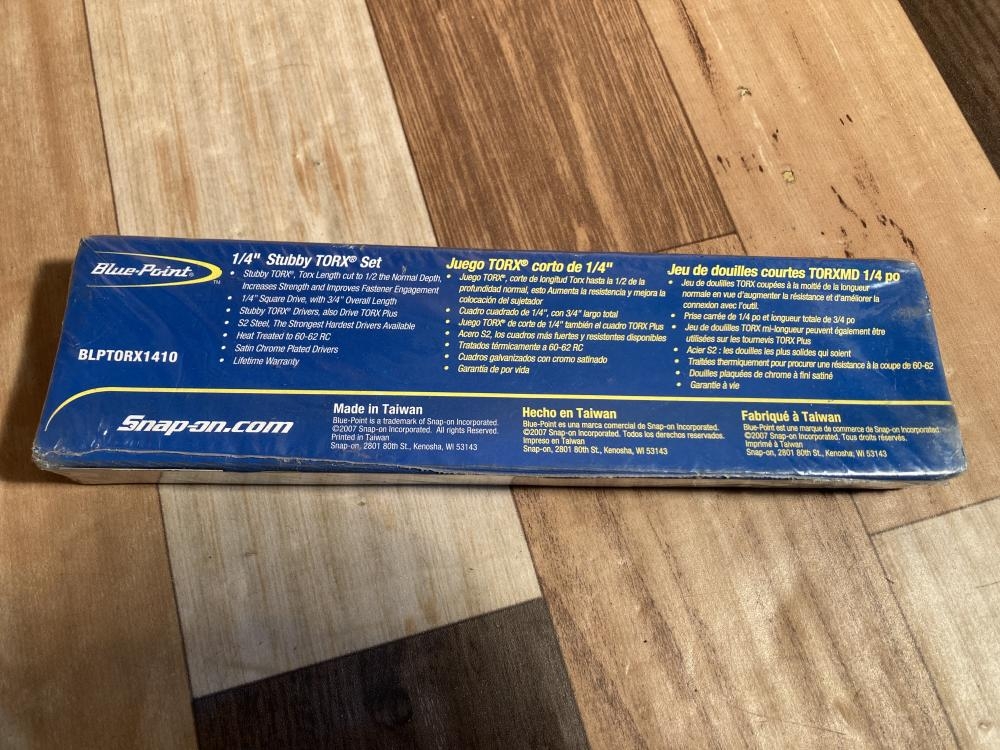 Blue-Point®
™
BLPTORX1410
1/4" Stubby TORX® Set
• Stubby TORX®, Torx Length cut to 1/2 the Normal Depth,
Increases Strength and Improves Fastener Engagement
• 1/4" Square Drive, with 3/4" Overall Length
• Stubby TORX® Drivers, also Drive TORX Plus
• S2 Steel, The Strongest Hardest Drivers Available
• Heat Treated to 60-62 RC
• Satin Chrome Plated Drivers
• Lifetime Warranty
Juego TORX® corto de 1/4"
• Juego TORX®, corte de longitud Torx hasta la 1/2 de la
profundidad normal, esto Aumenta la resistencia y mejora la
colocación del sujetador
• Cuadro cuadrado de 1/4", con 3/4" largo total
• Juego TORX® de corte de 1/4" también el cuadro TORX Plus
• Acero S2, los cuadros más fuertes y resistentes disponibles
• Tratados térmicamente a 60-62 RC
• Cuadros galvanizados con cromo satinado
• Garantía de por vida
Jeu de douilles courtes TORXMD 1/4 po
• Jeu de douilles TORX coupées à la moitié de la longueur
normale en vue d'augmenter la résistance et d'améliorer la
connexion avec l'outil.
• Prise carrée de 1/4 po et longueur totale de 3/4 po
• Jeu de douilles TORX mi-longueur peuvent également être
utilisées sur les tournevis TORX Plus
• Acier S2 : les douilles les plus solides qui soient
• Traitées thermiquement pour procurer une résistance à la coupe de 60-62
• Douilles plaquées de chrome à fini satiné
• Garantie à vie
Snap-on.com
Made in Taiwan
Blue-Point is a trademark of Snap-on Incorporated.
©2007 Snap-on Incorporated. All rights Reserved.
Printed in Taiwan
Snap-on, 2801 80th St., Kenosha, WI 53143
Hecho en Taiwan
Blue-Point es una marca comercial de Snap-on Incorporated.
©2007 Snap-on Incorporated. Todos los derechos reservados.
Impreso en Taiwan
Snap-on, 2801 80th St., Kenosha, WI 53143
Fabriqué à Taiwan
Blue-Point est une marque de commerce de Snap-on Incorporated.
©2007 Snap-on Incorporated. Tous droits réservés.
Imprimé à Taiwan
Snap-on, 2801 80th St., Kenosha, WI 53143